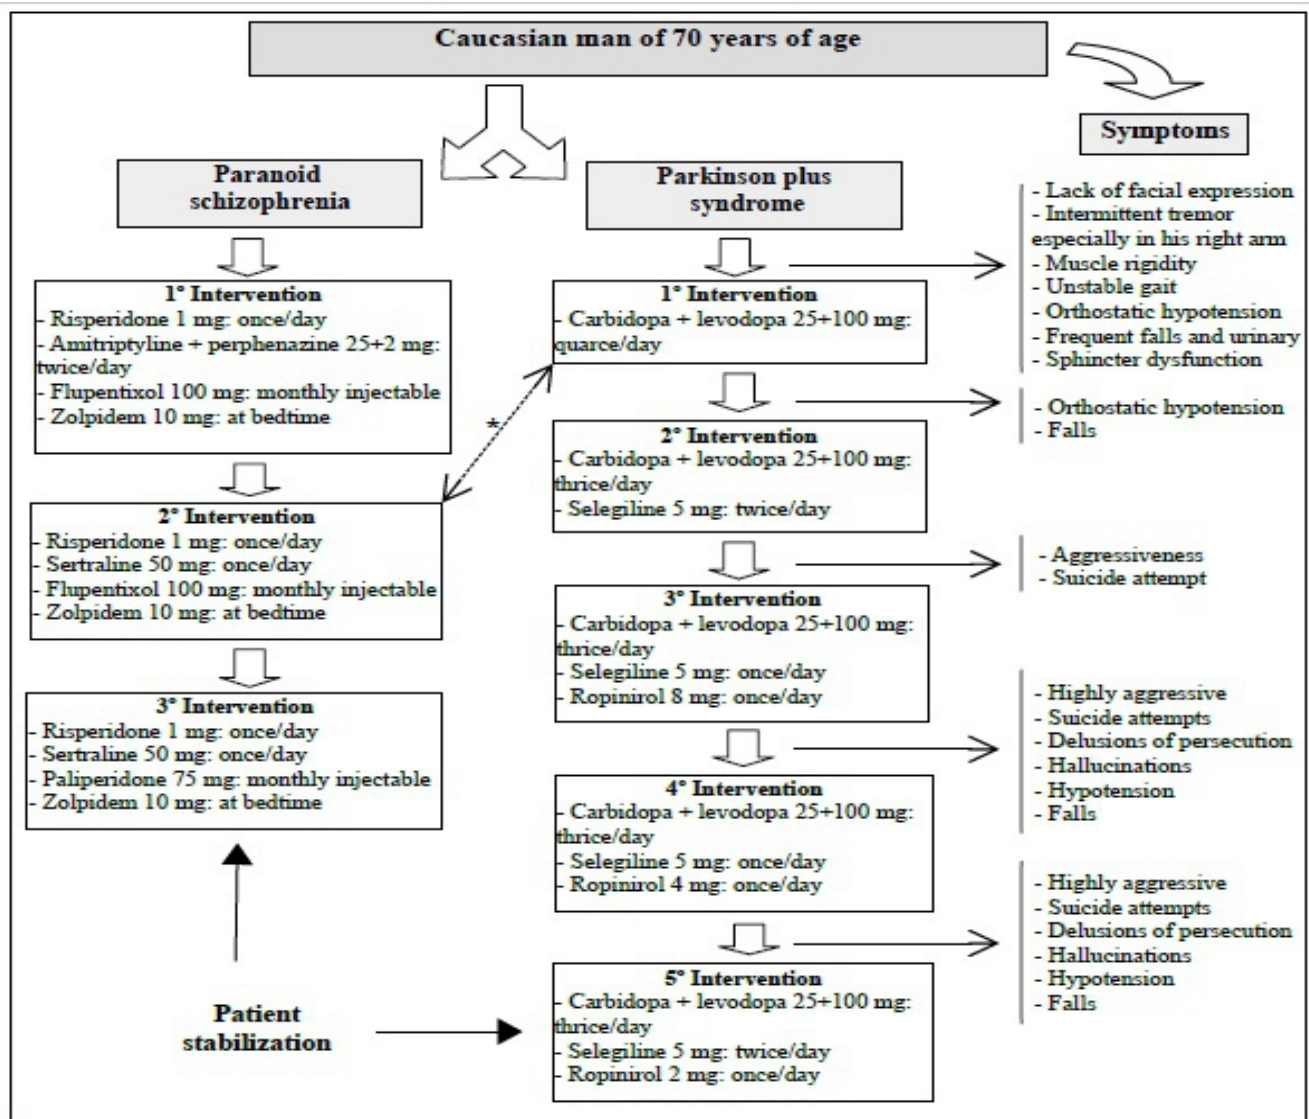 Caucasian man of 70 years of age
Symptoms
Paranoid
schizophrenia
1º Intervention
- Risperidone 1 mg: once/day
- Amitriptyline + perphenazine 25+2 mg:
twice/day
- Flupentixol 100 mg: monthly injectable
- Zolpidem 10 mg: at bedtime
*
2º Intervention
- Risperidone 1 mg: once/day
- Sertraline 50 mg: once/day
- Flupentixol 100 mg: monthly injectable
- Zolpidem 10 mg: at bedtime
3º Intervention
- Risperidone 1 mg: once/day
- Sertraline 50 mg: once/day
- Paliperidone 75 mg: monthly injectable
- Zolpidem 10 mg: at bedtime
Patient
stabilization
Parkinson plus
syndrome
1º Intervention
- Carbidopa + levodopa 25+100 mg:
quarce/day
2º Intervention
- Carbidopa + levodopa 25+100 mg:
thrice/day
- Selegiline 5 mg: twice/day
3º Intervention
- Carbidopa + levodopa 25+100 mg:
thrice/day
- Selegiline 5 mg: once/day
- Ropinirol 8 mg: once/day
4º Intervention
- Carbidopa + levodopa 25+100 mg:
thrice/day
- Selegiline 5 mg: once/day
- Ropinirol 4 mg: once/day
5º Intervention
- Carbidopa + levodopa 25+100 mg:
thrice/day
- Selegiline 5 mg: twice/day
- Ropinirol 2 mg: once/day
- Lack of facial expression
- Intermittent tremor
especially in his right arm
- Muscle rigidity
- Unstable gait
- Orthostatic hypotension
- Frequent falls and urinary
- Sphincter dysfunction
- Orthostatic hypotension
- Falls
- Aggressiveness
- Suicide attempt
- Highly aggressive
- Suicide attempts
- Delusions of persecution
- Hallucinations
- Hypotension
- Falls
- Highly aggressive
- Suicide attempts
- Delusions of persecution
- Hallucinations
- Hypotension
- Falls